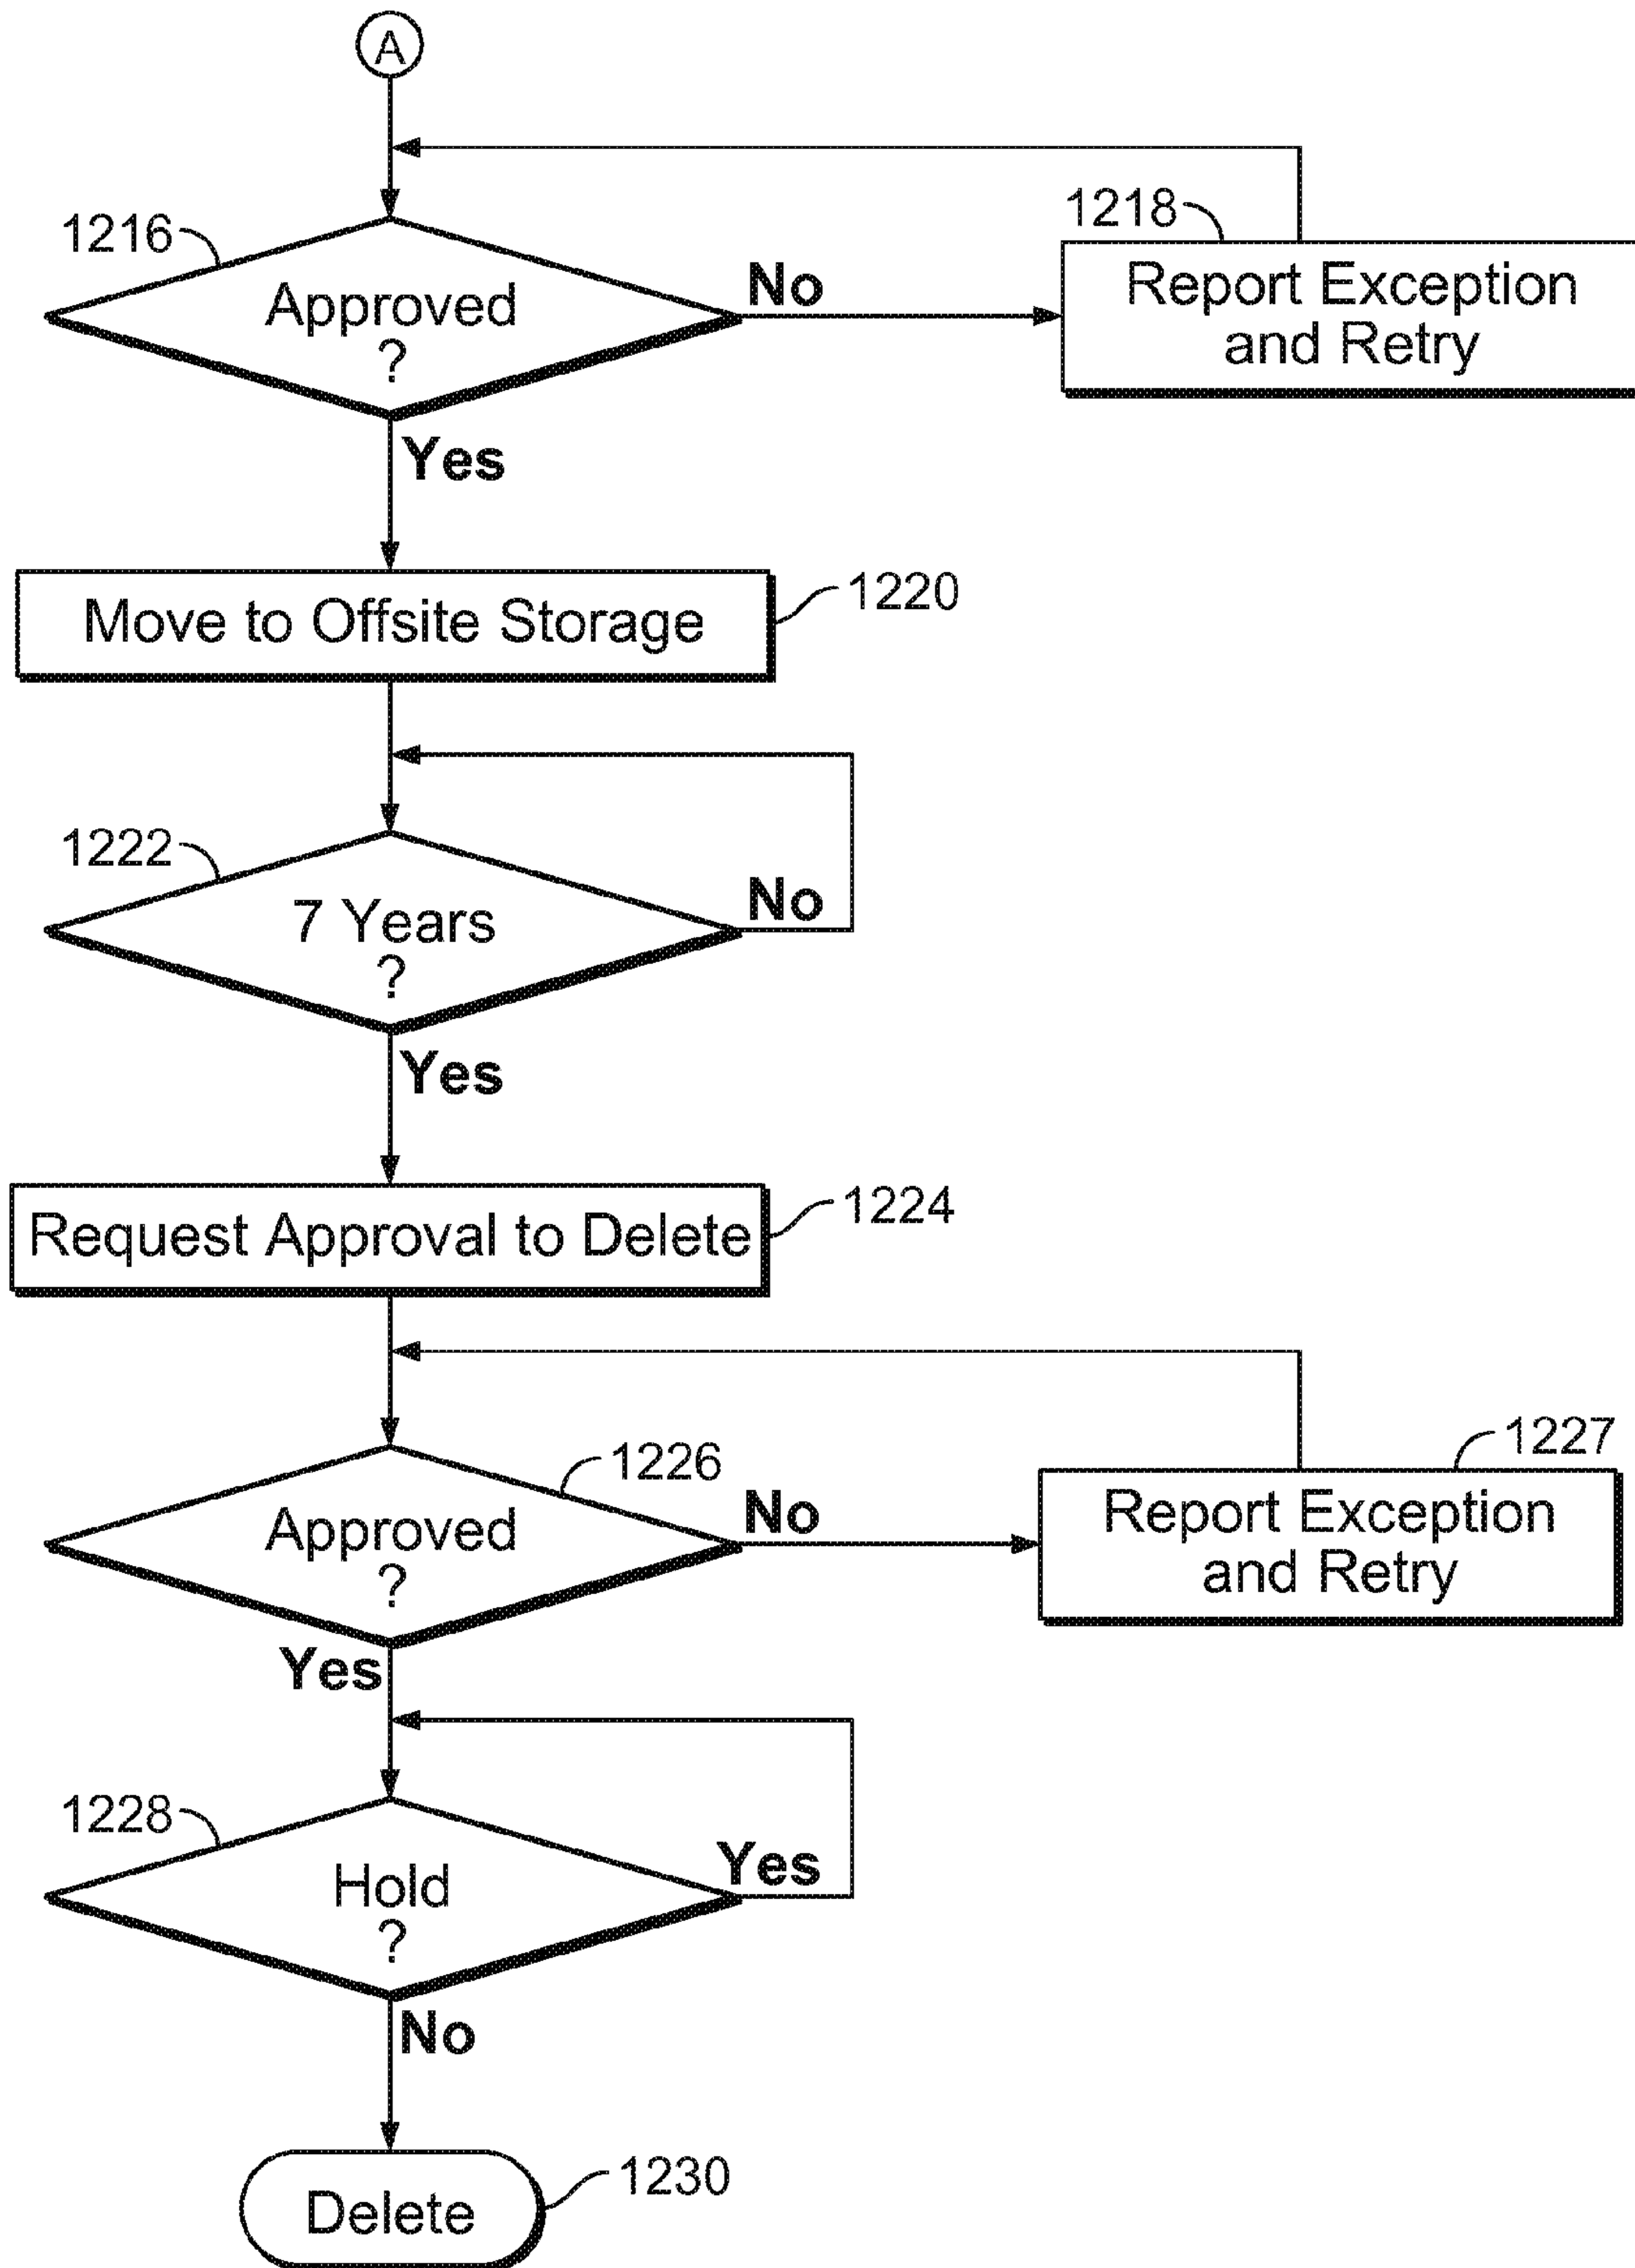 A
1216
Approved
?
No
1218
Report Exception
and Retry
Yes
Move to Offsite Storage
1220
1222
7 Years
?
No
Yes
Request Approval to Delete
1224
1226
Approved
?
No
1227
Report Exception
and Retry
Yes
1228
Hold
?
Yes
No
Delete
1230